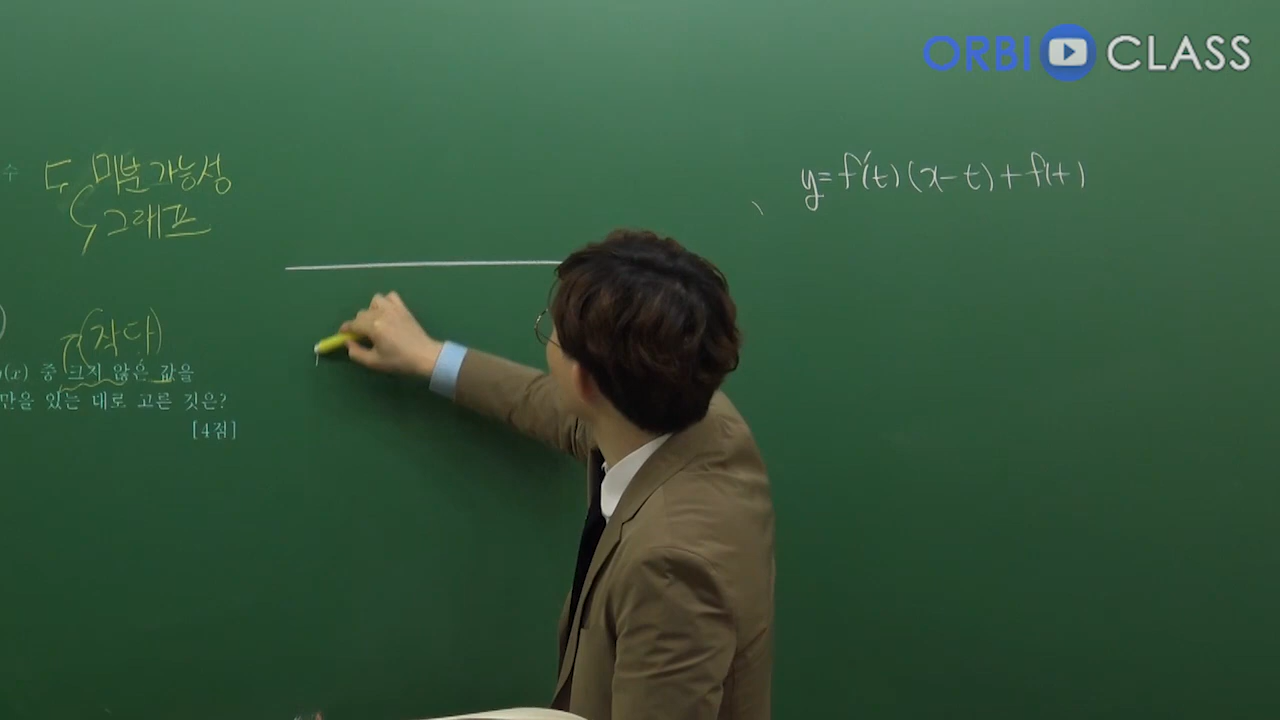 ORBI CLASS
수
미분가능성
그래프
y=f'(t)(x-t)+f(t)
(작다)
(x) 중 크지 않은 값을
만을 있는 대로 고른 것은?
[4점]